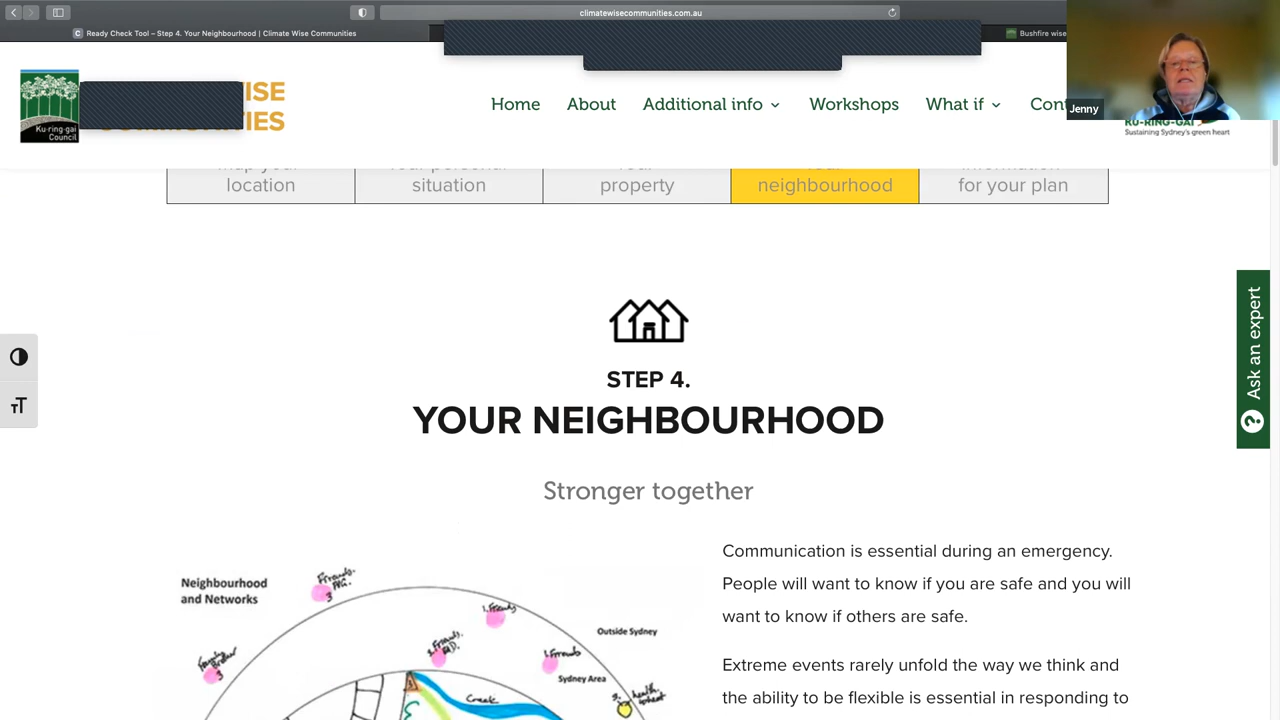 climatewisecommunities.com.au
Ready Check Tool – Step 4. Your Neighbourhood | Climate Wise Communities
Bushfire wise
Ku-ring-gai
Council
Home
About
Additional info
Workshops
What if
Jenny
KU-RING-GAI
Sustaining Sydney's green heart
location
situation
property
neighbourhood
for your plan
Ask an expert
STEP 4.
YOUR NEIGHBOURHOOD
Stronger together
Communication is essential during an emergency.
People will want to know if you are safe and you will
want to know if others are safe.
Extreme events rarely unfold the way we think and
the ability to be flexible is essential in responding to
Neighbourhood
and Networks
Outside Sydney
Sydney Area
Creek